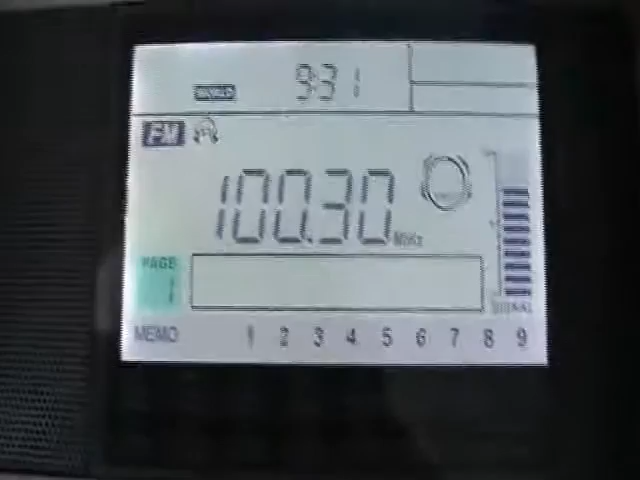 WORLD 9:31
FM
100.30 MHz
PAGE
1
SIGNAL
MEMO 1 2 3 4 5 6 7 8 9